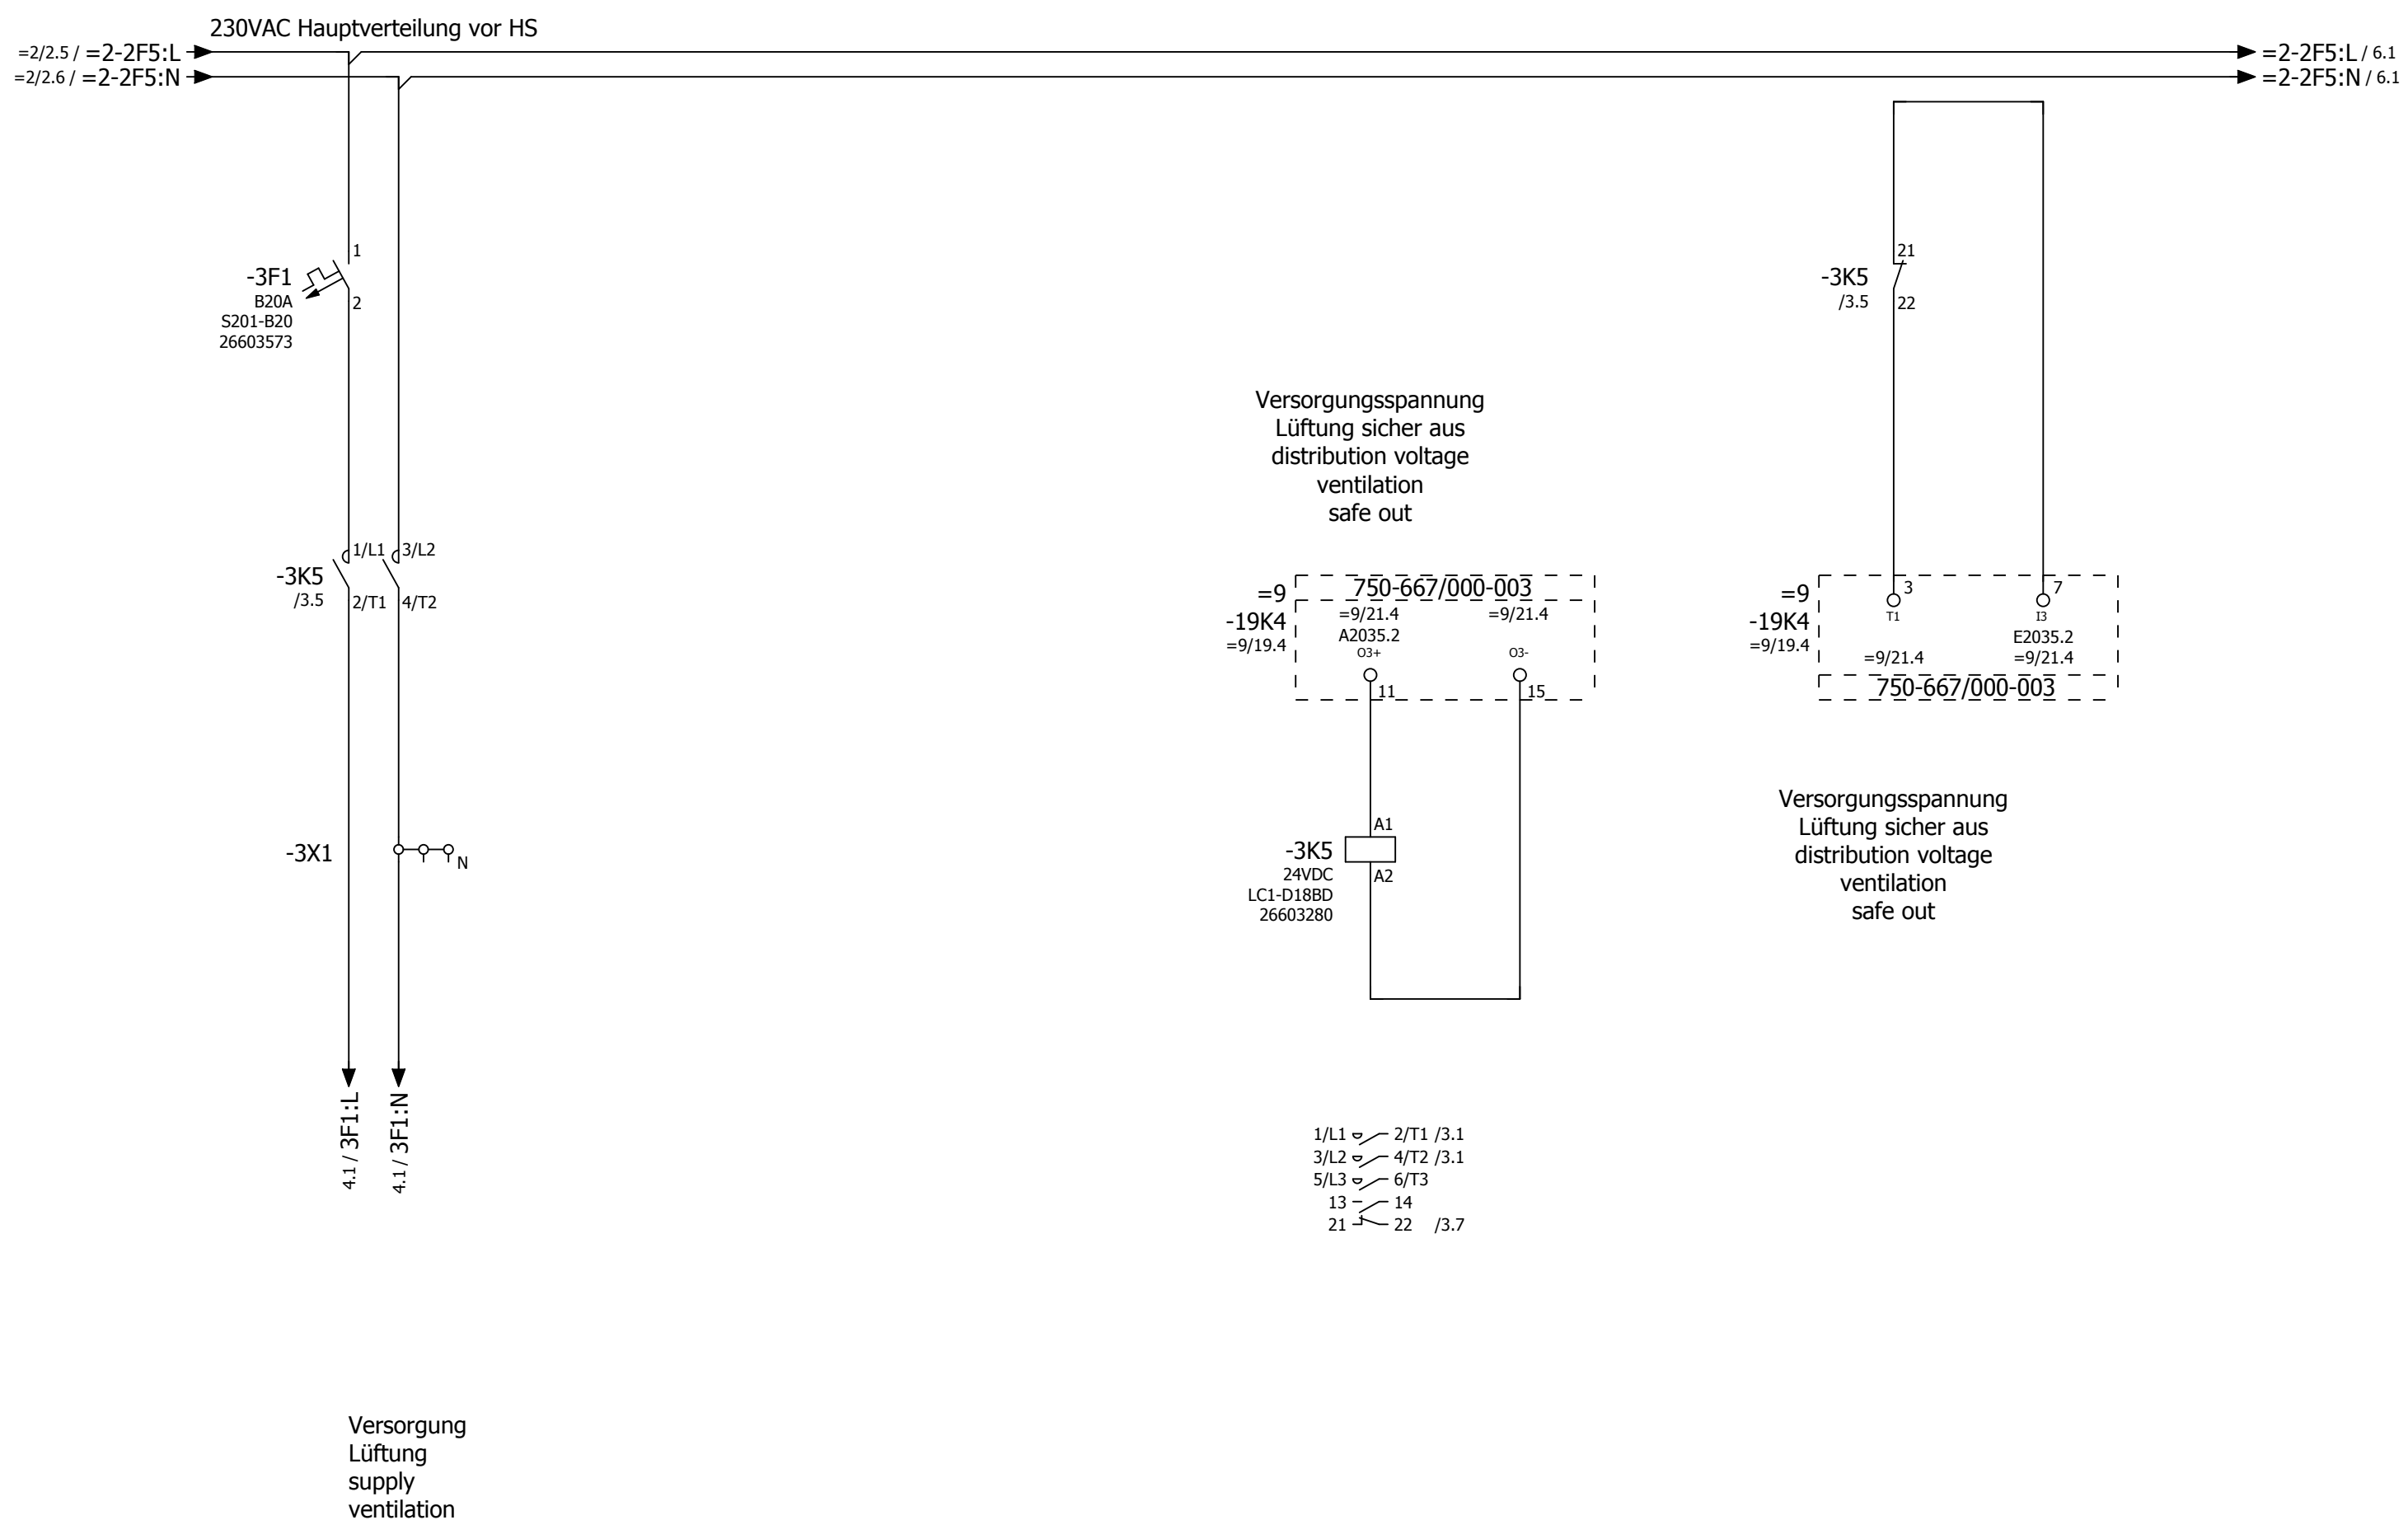 230VAC Hauptverteilung vor HS
=2/2.5 / =2-2F5:L
=2-2F5:L / 6.1
=2/2.6 / =2-2F5:N
=2-2F5:N / 6.1
1
-3F1
B20A
2
S201-B20
26603573
1/L1
3/L2
-3K5
/3.5
2/T1
4/T2
-3X1
N
4.1 / 3F1:L
4.1 / 3F1:N
Versorgung
Lüftung
supply
ventilation
Versorgungsspannung
Lüftung sicher aus
distribution voltage
ventilation
safe out
750-667/000-003
=9
-19K4
=9/19.4
=9/21.4
=9/21.4
A2035.2
O3+
O3-
11
15
A1
-3K5
24VDC
A2
LC1-D18BD
26603280
1/L1 2/T1 /3.1
3/L2 4/T2 /3.1
5/L3 6/T3
13 14
21 22 /3.7
21
-3K5
/3.5
22
=9
-19K4
=9/19.4
3
7
T1
I3
E2035.2
=9/21.4
=9/21.4
750-667/000-003
Versorgungsspannung
Lüftung sicher aus
distribution voltage
ventilation
safe out